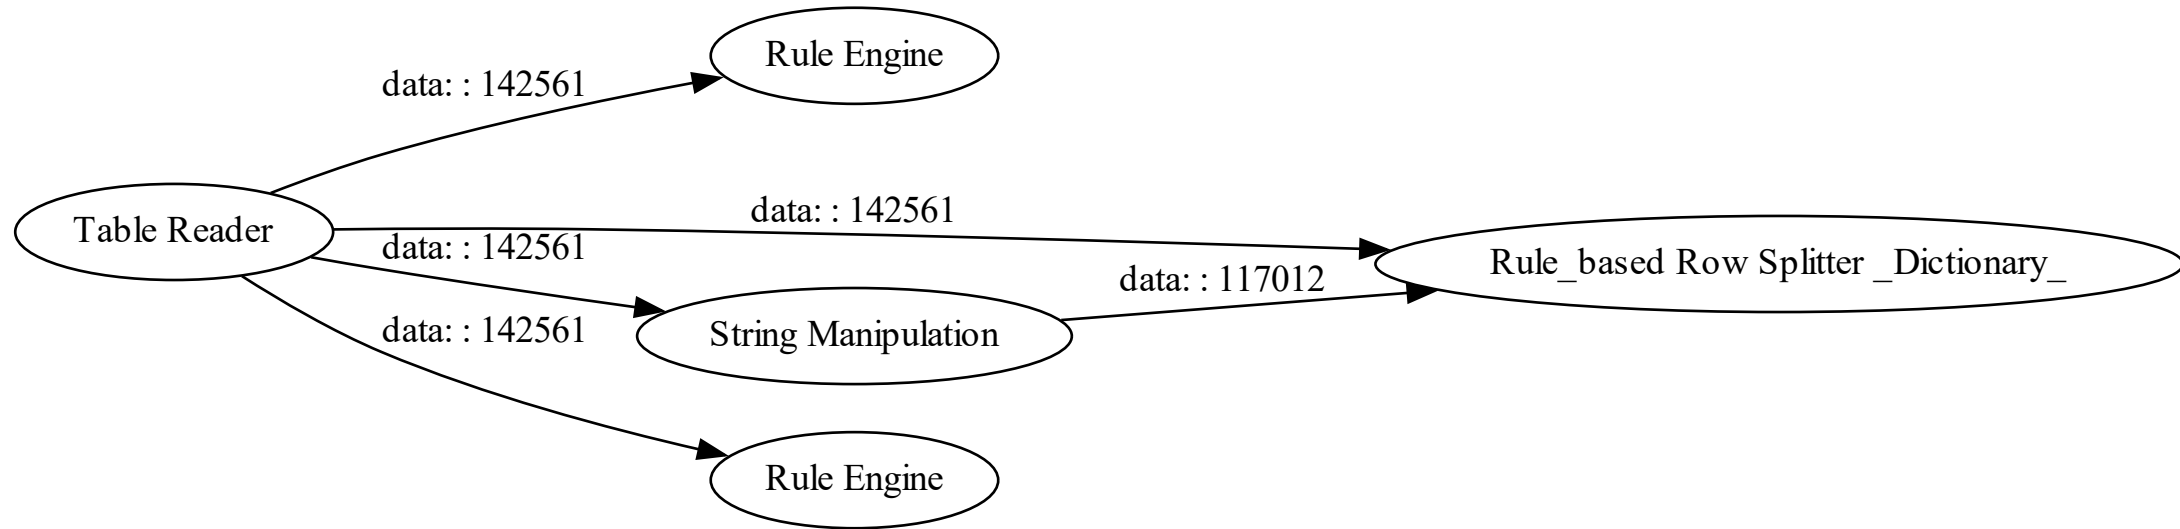 Rule Engine
data: : 142561
data: : 142561
Table Reader
data: : 142561
Rule_based Row Splitter _Dictionary_
data: : 117012
data: : 142561
String Manipulation
Rule Engine